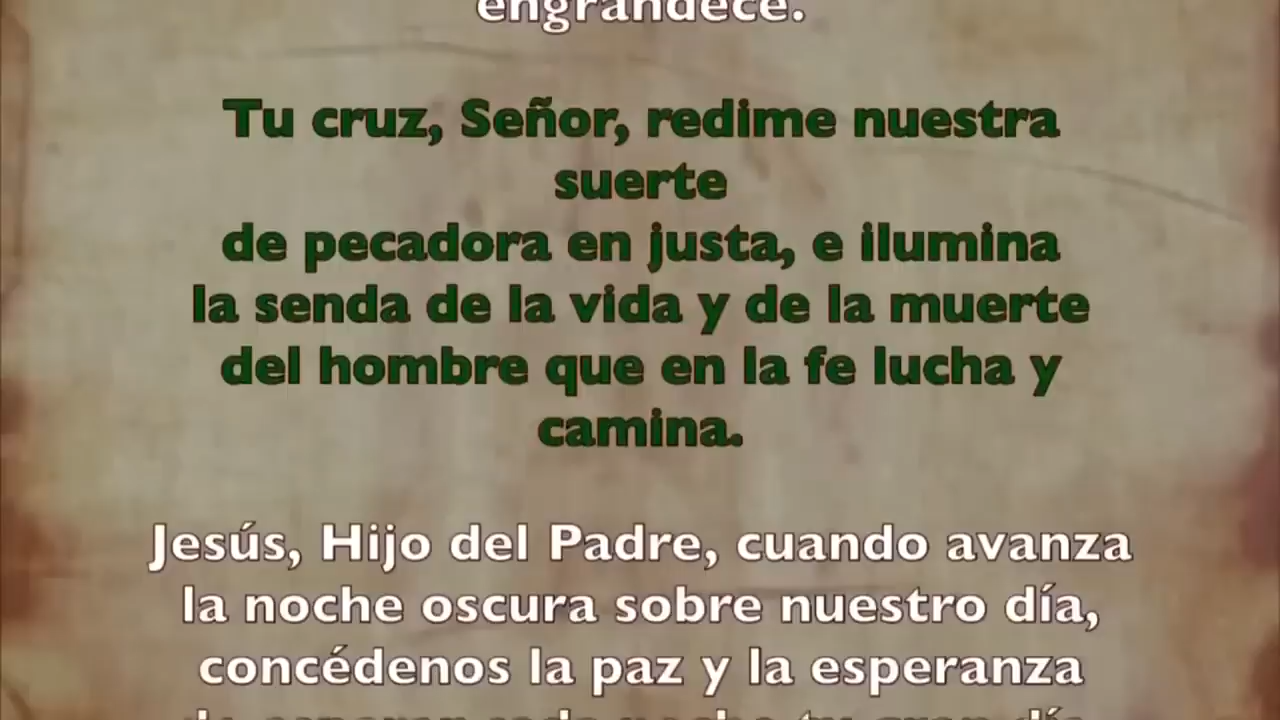 engrandece.
Tu cruz, Señor, redime nuestra
suerte
de pecadora en justa, e ilumina
la senda de la vida y de la muerte
del hombre que en la fe lucha y
camina.
Jesús, Hijo del Padre, cuando avanza
la noche oscura sobre nuestro día,
concédenos la paz y la esperanza